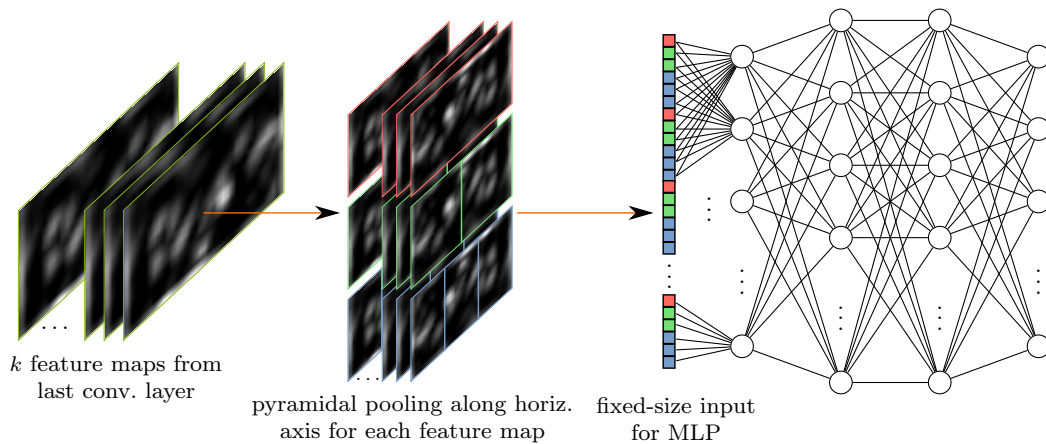 k feature maps from
last conv. layer
pyramidal pooling along horiz.
axis for each feature map
fixed-size input
for MLP